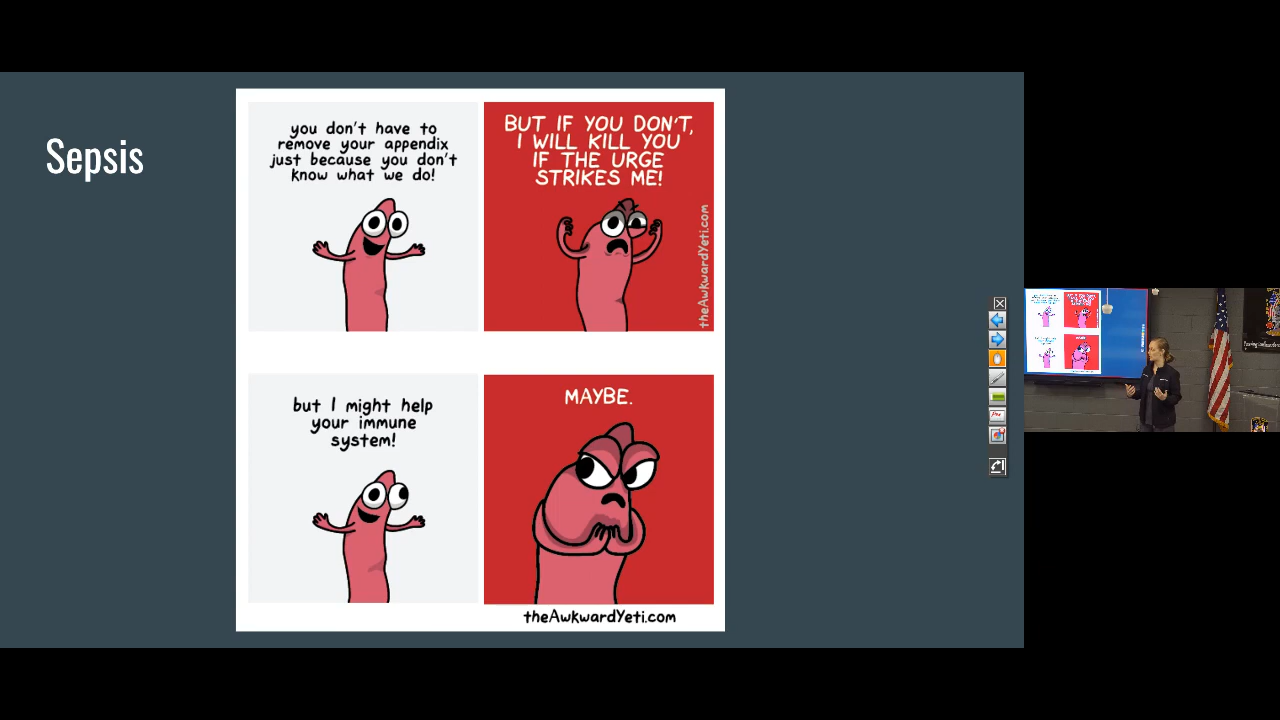 Sepsis
you don't have to
remove your appendix
just because you don't
know what we do!
BUT IF YOU DON'T,
I WILL KILL YOU
IF THE URGE
STRIKES ME!
theAwkwardYeti.com
but I might help
your immune
system!
MAYBE.
theAwkwardYeti.com